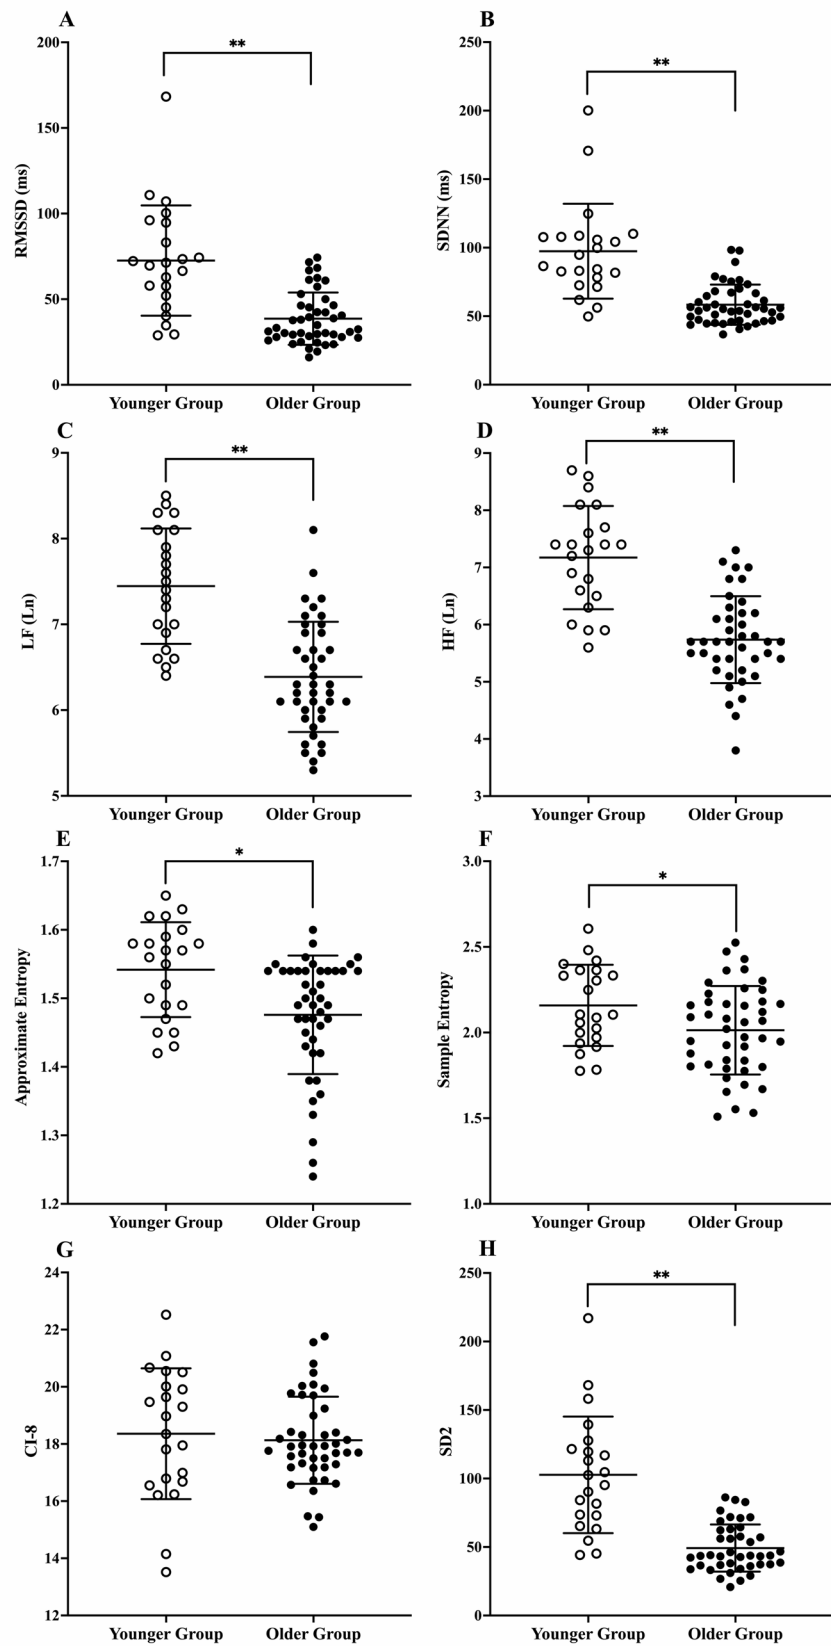 A
200
150
100
50
0
RMSSD (ms)
**
Younger Group
Older Group
B
250
200
150
100
50
0
SDNN (ms)
**
Younger Group
Older Group
C
9
8
7
6
5
LF (Ln)
**
Younger Group
Older Group
D
9
8
7
6
5
4
3
HF (Ln)
**
Younger Group
Older Group
E
1.7
1.6
1.5
1.4
1.3
1.2
Approximate Entropy
*
Younger Group
Older Group
F
3.0
2.5
2.0
1.5
1.0
Sample Entropy
*
Younger Group
Older Group
G
24
22
20
18
16
14
12
CI-8
Younger Group
Older Group
H
250
200
150
100
50
0
SD2
**
Younger Group
Older Group